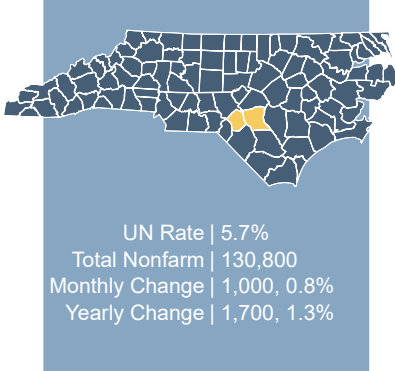 UN Rate | 5.7%
Total Nonfarm | 130,800
Monthly Change | 1,000, 0.8%
Yearly Change | 1,700, 1.3%